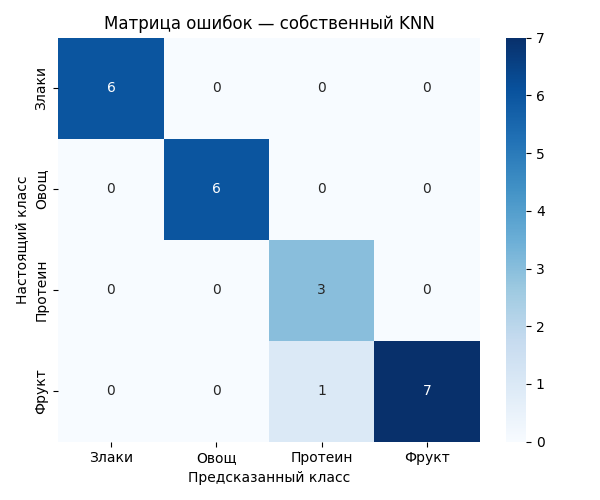 Матрица ошибок — собственный KNN
Настоящий класс
Злаки
Овощ
Протеин
Фрукт
6 0 0 0
0 6 0 0
0 0 3 0
0 0 1 7
Злаки Овощ Протеин Фрукт
Предсказанный класс
7
6
5
4
3
2
1
0